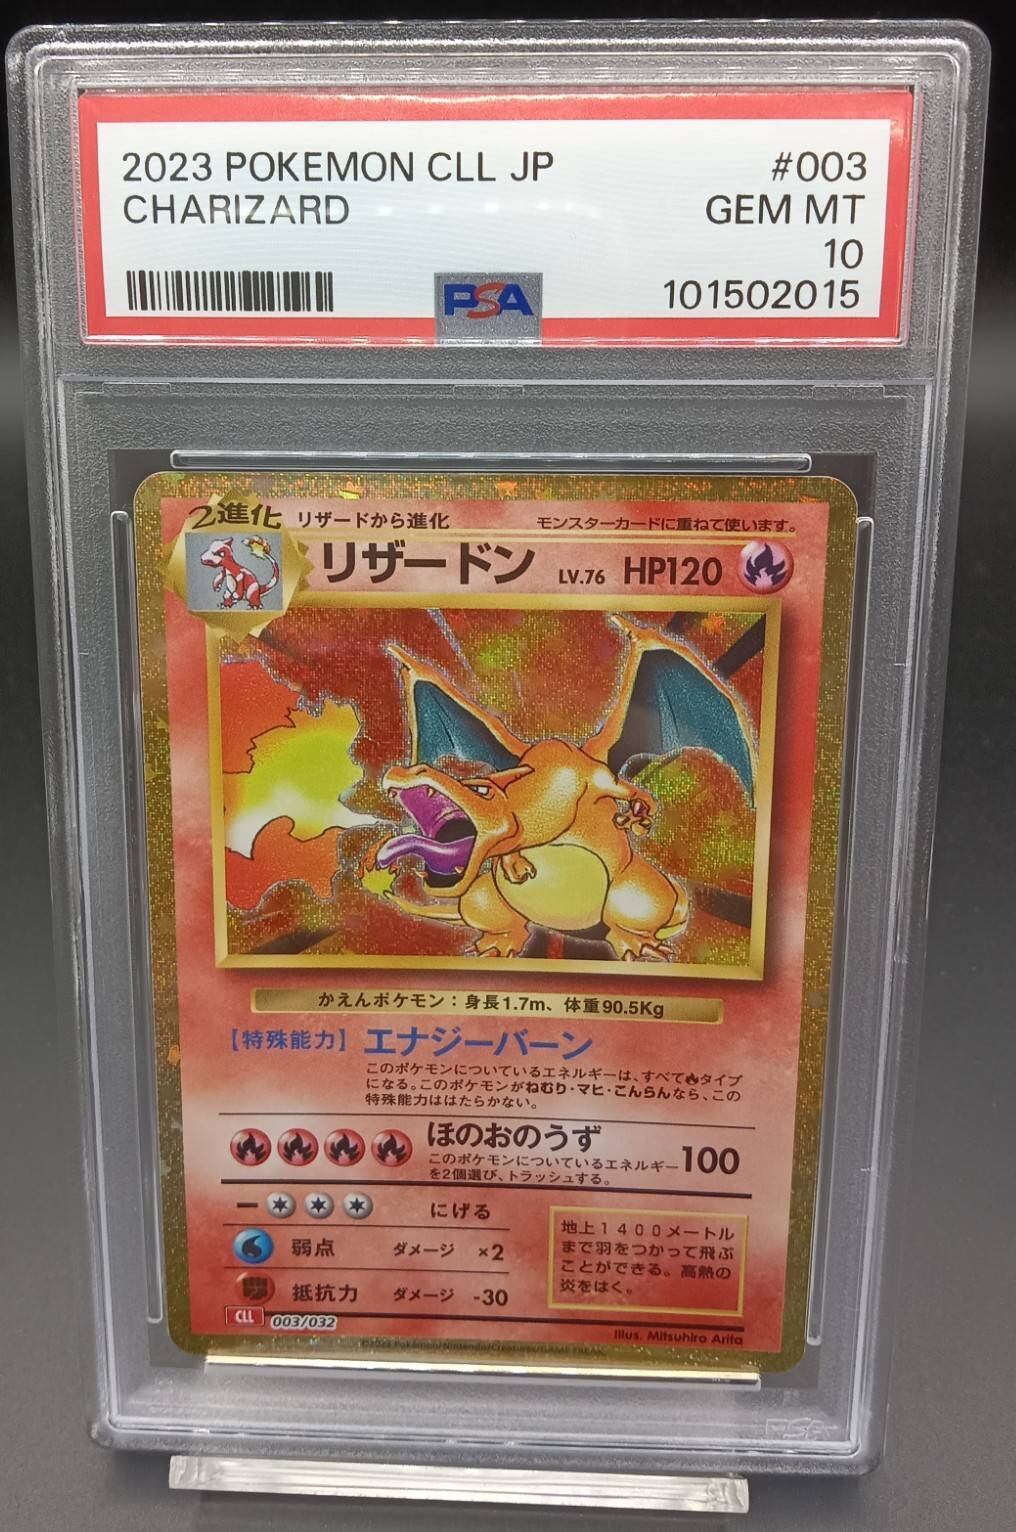 2023 POKEMON CLL JP #003
CHARIZARD GEM MT
10
PSA 101502015
2進化 リザードから進化 モンスターカードに重ねて使います。
リザードン LV.76 HP120
かえんポケモン：身長1.7m、体重90.5Kg
【特殊能力】エナジーバーン
このポケモンについているエネルギーは、すべて🔥タイプ
になる。このポケモンがねむり・マヒ・こんらんなら、この
特殊能力ははたらかない。
ほのおのうず 100
このポケモンについているエネルギー
を2個選び、トラッシュする。
にげる
弱点 ダメージ ×2
抵抗力 ダメージ -30
地上１４００メートル
まで羽をつかって飛ぶ
ことができる。高熱の
炎をはく。
CLL 003/032
Illus. Mitsuhiro Arita
©2023 Pokémon/Nintendo/Creatures/GAME FREAK.
PSA